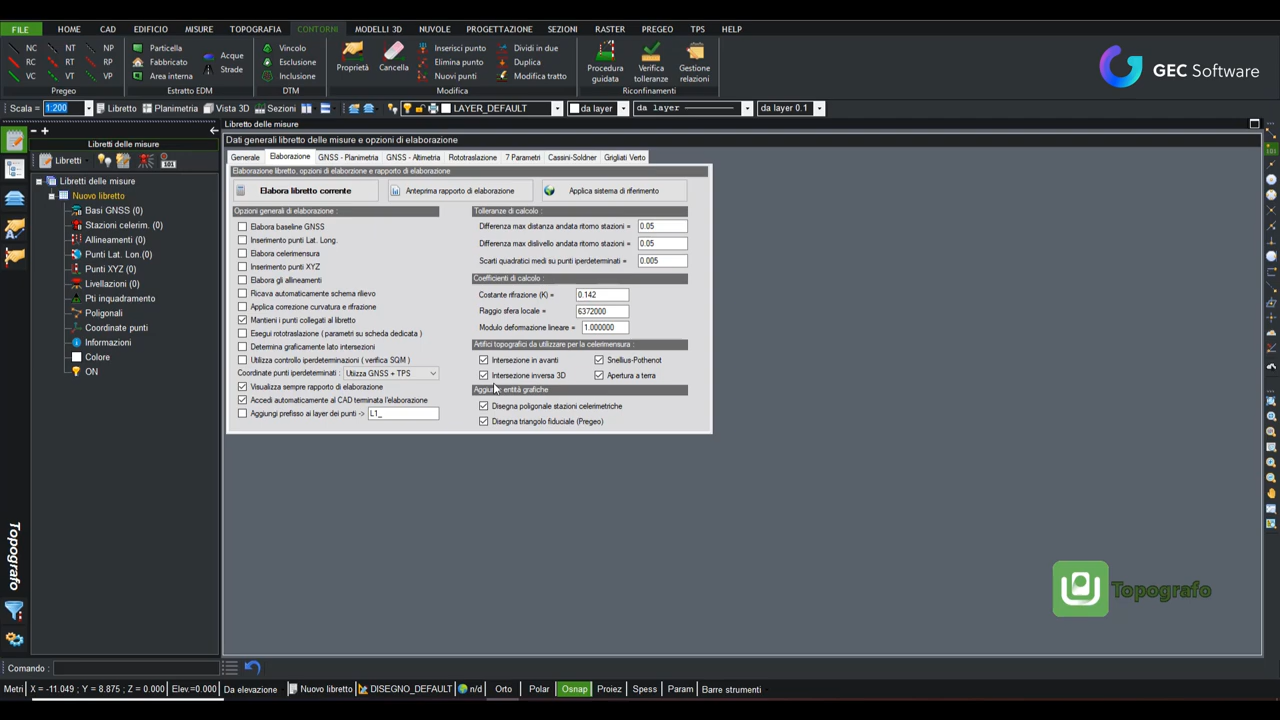 FILE HOME CAD EDIFICIO MISURE TOPOGRAFIA CONTORNI MODELLI 3D NUVOLE PROGETTAZIONE SEZIONI RASTER PREGEO TPS HELP
NC NT NP
RC RT RP
VC VT VP
Pregeo
Particella
Fabbricato
Area interna
Acque
Strade
Estratto EDM
Vincolo
Esclusione
Inclusione
DTM
Proprietà
Cancella
Inserisci punto
Elimina punto
Nuovi punti
Dividi in due
Duplica
Modifica tratto
Modifica
Procedura guidata
Verifica tolleranze
Gestione relazioni
Riconfinamenti
GEC Software
Scala = 1:200 Libretto Planimetria Vista 3D Sezioni LAYER_DEFAULT da layer da layer da layer 0.1
Libretti delle misure
Libretti
Libretti delle misure
Nuovo libretto
Basi GNSS (0)
Stazioni celerim. (0)
Allineamenti (0)
Punti Lat. Lon.(0)
Punti XYZ (0)
Livellazioni (0)
Pti inquadramento
Poligonali
Coordinate punti
Informazioni
Colore
ON
Topografo
Libretto delle misure
Dati generali libretto delle misure e opzioni di elaborazione
Generale Elaborazione GNSS - Planimetria GNSS - Altimetria Rototraslazione 7 Parametri Cassini-Soldner Grigliati Verto
Elaborazione libretto, opzioni di elaborzione e rapporto di elaborazione
Elabora libretto corrente
Anteprima rapporto di elaborazione
Applica sistema di riferimento
Opzioni generali di elaborazione :
Elabora baseline GNSS
Inserimento punti Lat. Long.
Elabora celerimensura
Inserimento punti XYZ
Elabora gli allineamenti
Ricava automaticamente schema rilievo
Applica correzione curvatura e rifrazione
Mantieni i punti collegati al libretto
Esegui rototraslazione ( parametri su scheda dedicata )
Determina graficamente lato intersezioni
Utilizza controllo iperdeterminazioni ( verifica SQM )
Coordinate punti iperdeterminati : Utiizza GNSS + TPS
Visualizza sempre rapporto di elaborazione
Accedi automaticamente al CAD terminata l'elaborazione
Aggiungi prefisso ai layer dei punti -> L1_
Tolleranze di calcolo :
Differenza max distanza andata ritorno stazioni = 0.05
Differenza max dislivello andata ritorno stazioni = 0.05
Scarti quadratici medi su punti iperdeterminati = 0.005
Coefficienti di calcolo :
Costante rifrazione (K) = 0.142
Raggio sfera locale = 6372000
Modulo deformazione lineare = 1.000000
Artifici topografici da utilizzare per la celerimensura :
Intersezione in avanti Snellius-Pothenot
Intersezione inversa 3D Apertura a terra
Aggiungi entità grafiche
Disegna poligonale stazioni celerimetriche
Disegna triangolo fiduciale (Pregeo)
Topografo
Comando :
Metri X = -11.049; Y = 8.875; Z = 0.000 Elev.=0.000 Da elevazione Nuovo libretto DISEGNO_DEFAULT n/d Orto Polar Osnap Proiez Spess Param Barre strumenti